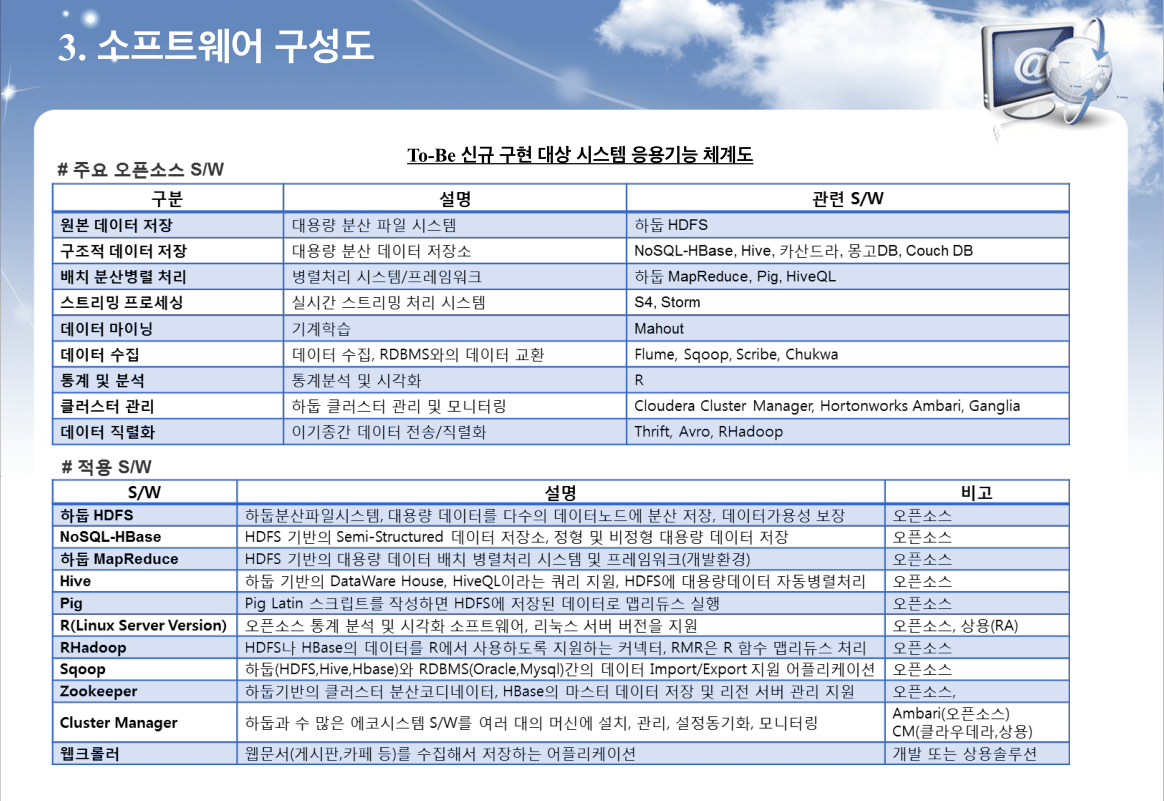 3. 소프트웨어 구성도
To-Be 신규 구현 대상 시스템 응용기능 체계도
# 주요 오픈소스 S/W
구분 설명 관련 S/W
원본 데이터 저장 대용량 분산 파일 시스템 하둡 HDFS
구조적 데이터 저장 대용량 분산 데이터 저장소 NoSQL-HBase, Hive, 카산드라, 몽고DB, Couch DB
배치 분산병렬 처리 병렬처리 시스템/프레임워크 하둡 MapReduce, Pig, HiveQL
스트리밍 프로세싱 실시간 스트리밍 처리 시스템 S4, Storm
데이터 마이닝 기계학습 Mahout
데이터 수집 데이터 수집, RDBMS와의 데이터 교환 Flume, Sqoop, Scribe, Chukwa
통계 및 분석 통계분석 및 시각화 R
클러스터 관리 하둡 클러스터 관리 및 모니터링 Cloudera Cluster Manager, Hortonworks Ambari, Ganglia
데이터 직렬화 이기종간 데이터 전송/직렬화 Thrift, Avro, RHadoop
# 적용 S/W
S/W 설명 비고
하둡 HDFS 하둡분산파일시스템, 대용량 데이터를 다수의 데이터노드에 분산 저장, 데이터가용성 보장 오픈소스
NoSQL-HBase HDFS 기반의 Semi-Structured 데이터 저장소, 정형 및 비정형 대용량 데이터 저장 오픈소스
하둡 MapReduce HDFS 기반의 대용량 데이터 배치 병렬처리 시스템 및 프레임워크(개발환경) 오픈소스
Hive 하둡 기반의 DataWare House, HiveQL이라는 쿼리 지원, HDFS에 대용량데이터 자동병렬처리 오픈소스
Pig Pig Latin 스크립트를 작성하면 HDFS에 저장된 데이터로 맵리듀스 실행 오픈소스
R(Linux Server Version) 오픈소스 통계 분석 및 시각화 소프트웨어, 리눅스 서버 버전을 지원 오픈소스, 상용(RA)
RHadoop HDFS나 HBase의 데이터를 R에서 사용하도록 지원하는 커넥터, RMR은 R 함수 맵리듀스 처리 오픈소스
Sqoop 하둡(HDFS,Hive,Hbase)와 RDBMS(Oracle,Mysql)간의 데이터 Import/Export 지원 어플리케이션 오픈소스
Zookeeper 하둡기반의 클러스터 분산코디네이터, HBase의 마스터 데이터 저장 및 리전 서버 관리 지원 오픈소스,
Cluster Manager 하둡과 수 많은 에코시스템 S/W를 여러 대의 머신에 설치, 관리, 설정동기화, 모니터링 Ambari(오픈소스)
CM(클라우데라,상용)
웹크롤러 웹문서(게시판,카페 등)를 수집해서 저장하는 어플리케이션 개발 또는 상용솔루션